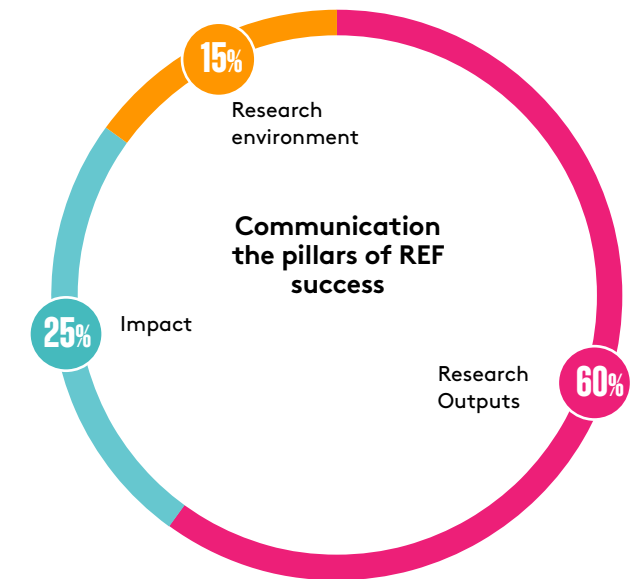 15%
Research
environment
Communication
the pillars of REF
success
25%
Impact
Research
Outputs
60%